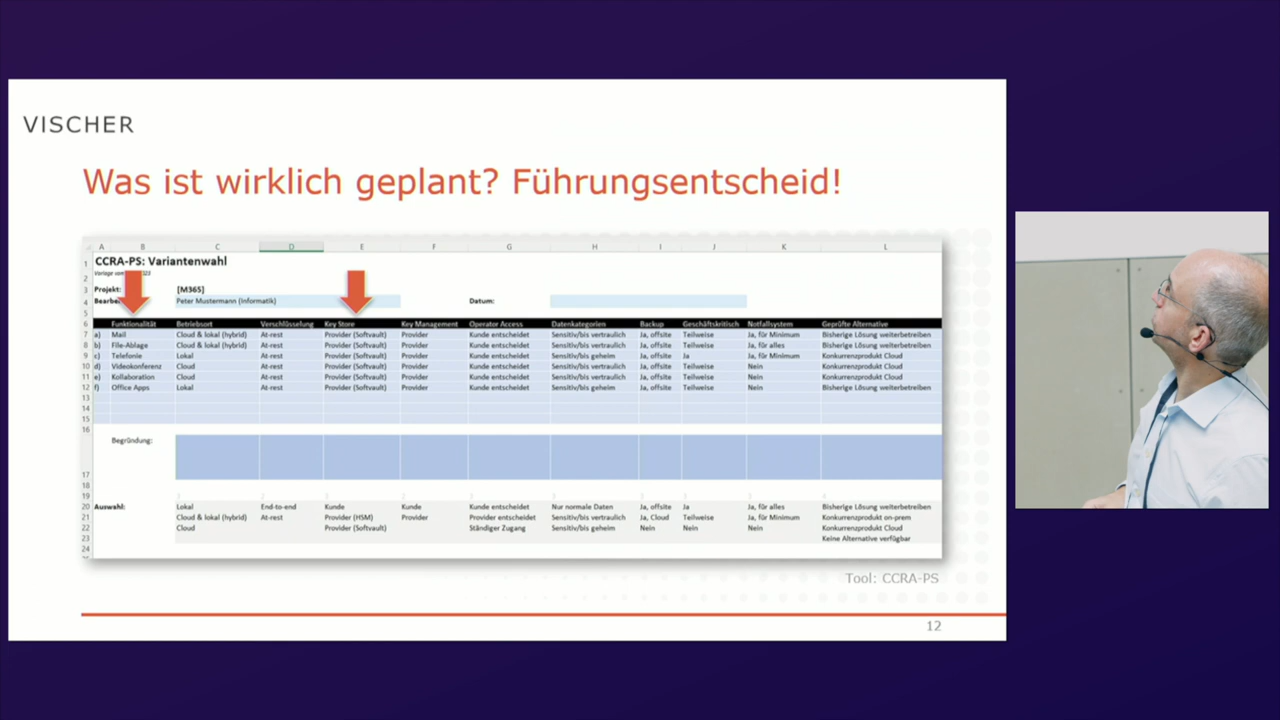 VISCHER
Was ist wirklich geplant? Führungsentscheid!
A B C D E F G H I J K L
1 CCRA-PS: Variantenwahl
2
3 Projekt: [M365]
4 Peter Mustermann (Informatik) Datum:
5
6 Funktionalität Betriebsort Verschlüsselung Key Store Key Management Operator Access Datenkategorien Backup Geschäftskritisch Notfallsystem Geprüfte Alternative
7 a) Mail Cloud & lokal (hybrid) At-rest Provider (Softvault) Provider Kunde entscheidet Sensitiv/bis vertraulich Ja, offsite Teilweise Ja, für Minimum Bisherige Lösung weiterbetreiben
8 b) File-Ablage Cloud & lokal (hybrid) At-rest Provider (Softvault) Provider Kunde entscheidet Sensitiv/bis vertraulich Ja, offsite Teilweise Ja, für alles Bisherige Lösung weiterbetreiben
9 c) Telefonie Lokal At-rest Provider (Softvault) Provider Kunde entscheidet Sensitiv/bis geheim Ja, offsite Ja Ja, für Minimum Konkurrenzprodukt Cloud
10 d) Videokonferenz Cloud At-rest Provider (Softvault) Provider Kunde entscheidet Sensitiv/bis vertraulich Ja, offsite Teilweise Nein Konkurrenzprodukt Cloud
11 e) Kollaboration Cloud At-rest Provider (Softvault) Provider Kunde entscheidet Sensitiv/bis vertraulich Ja, offsite Teilweise Nein Konkurrenzprodukt Cloud
12 f) Office Apps Lokal At-rest Provider (Softvault) Provider Kunde entscheidet Sensitiv/bis geheim Ja, offsite Teilweise Nein Bisherige Lösung weiterbetreiben
13
14
15
16
Begründung:
17
18
19
20 Auswahl: Lokal End-to-end Kunde Kunde Kunde entscheidet Nur normale Daten Ja, offsite Ja Ja, für alles Bisherige Lösung weiterbetreiben
21 Cloud & lokal (hybrid) At-rest Provider (HSM) Provider Provider entscheidet Sensitiv/bis vertraulich Ja, Cloud Teilweise Ja, für Minimum Konkurrenzprodukt on-prem
22 Cloud Provider (Softvault) Ständiger Zugang Sensitiv/bis geheim Nein Nein Nein Konkurrenzprodukt Cloud
23 Keine Alternative verfügbar
24
Tool: CCRA-PS
12